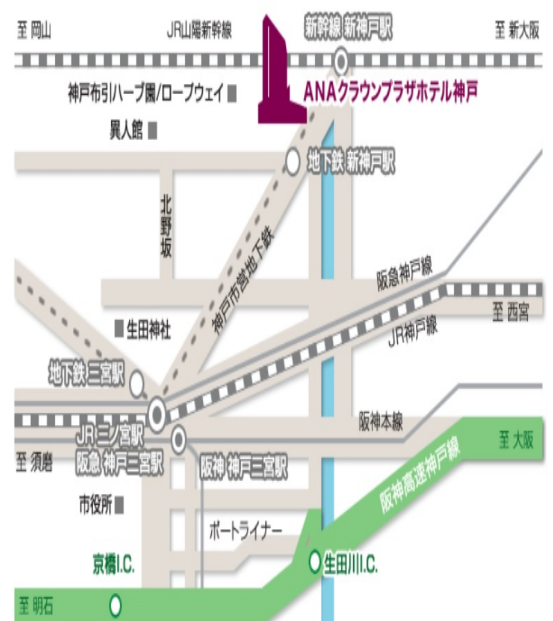 至 岡山
JR山陽新幹線
新幹線 新神戸駅
至 新大阪
神戸布引ハーブ園/ロープウェイ
ANAクラウンプラザホテル神戸
異人館
地下鉄 新神戸駅
北野坂
神戸市営地下鉄
阪急神戸線
至 西宮
生田神社
JR神戸線
地下鉄 三宮駅
阪神本線
JR 三ノ宮駅
至 須磨
阪急 神戸三宮駅
阪神 神戸三宮駅
至 大阪
阪神高速神戸線
市役所
ポートライナー
京橋I.C.
生田川I.C.
至 明石